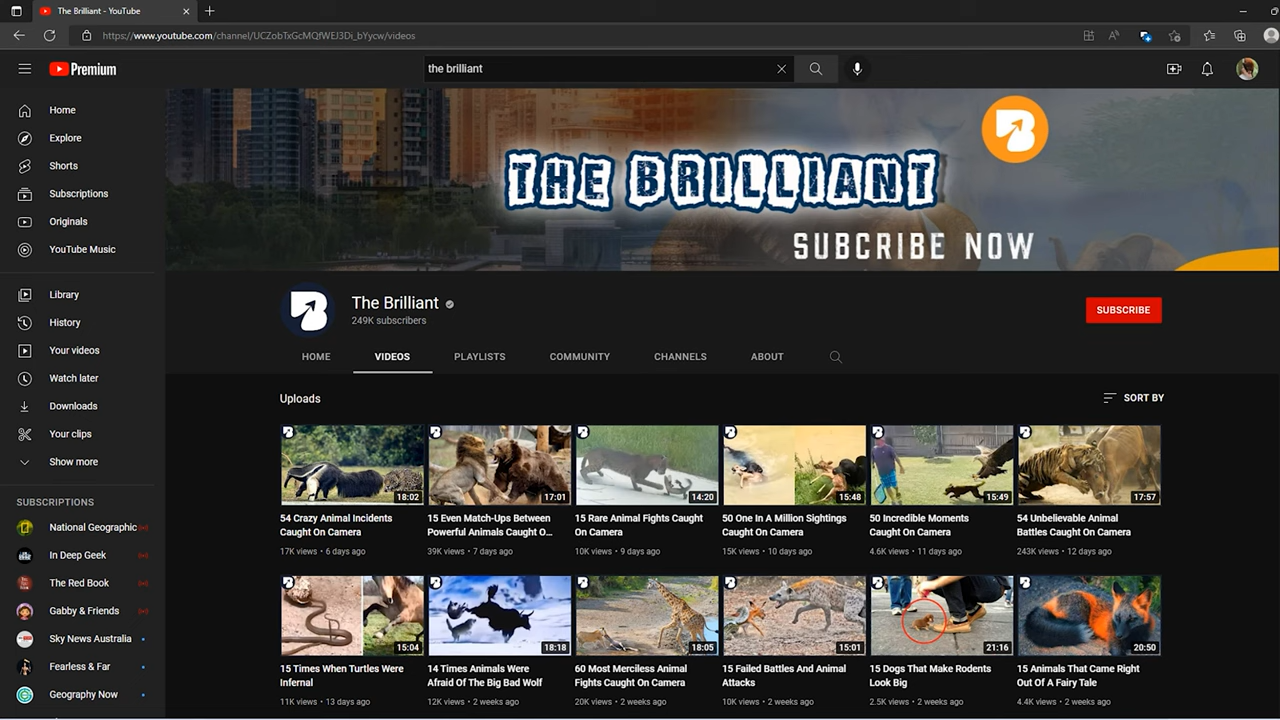 The Brilliant - YouTube
https://www.youtube.com/channel/UCZobTxGcMQfWEJ3Di_bYycw/videos
Premium
the brilliant
Home
Explore
Shorts
Subscriptions
Originals
YouTube Music
Library
History
Your videos
Watch later
Downloads
Your clips
Show more
SUBSCRIPTIONS
National Geographic
In Deep Geek
The Red Book
Gabby & Friends
Sky News Australia
Fearless & Far
Geography Now
THE BRILLIANT
SUBCRIBE NOW
The Brilliant
249K subscribers
SUBSCRIBE
HOME VIDEOS PLAYLISTS COMMUNITY CHANNELS ABOUT
Uploads
SORT BY
18:02
54 Crazy Animal Incidents
Caught On Camera
17K views • 6 days ago
17:01
15 Even Match-Ups Between
Powerful Animals Caught O...
39K views • 7 days ago
14:20
15 Rare Animal Fights Caught
On Camera
10K views • 9 days ago
15:48
50 One In A Million Sightings
Caught On Camera
15K views • 10 days ago
15:49
50 Incredible Moments
Caught On Camera
4.6K views • 11 days ago
17:57
54 Unbelievable Animal
Battles Caught On Camera
243K views • 12 days ago
15:04
15 Times When Turtles Were
Infernal
11K views • 13 days ago
18:18
14 Times Animals Were
Afraid Of The Big Bad Wolf
12K views • 2 weeks ago
18:05
60 Most Merciless Animal
Fights Caught On Camera
20K views • 2 weeks ago
15:01
15 Failed Battles And Animal
Attacks
10K views • 2 weeks ago
21:16
15 Dogs That Make Rodents
Look Big
2.5K views • 2 weeks ago
20:50
15 Animals That Came Right
Out Of A Fairy Tale
4.4K views • 2 weeks ago